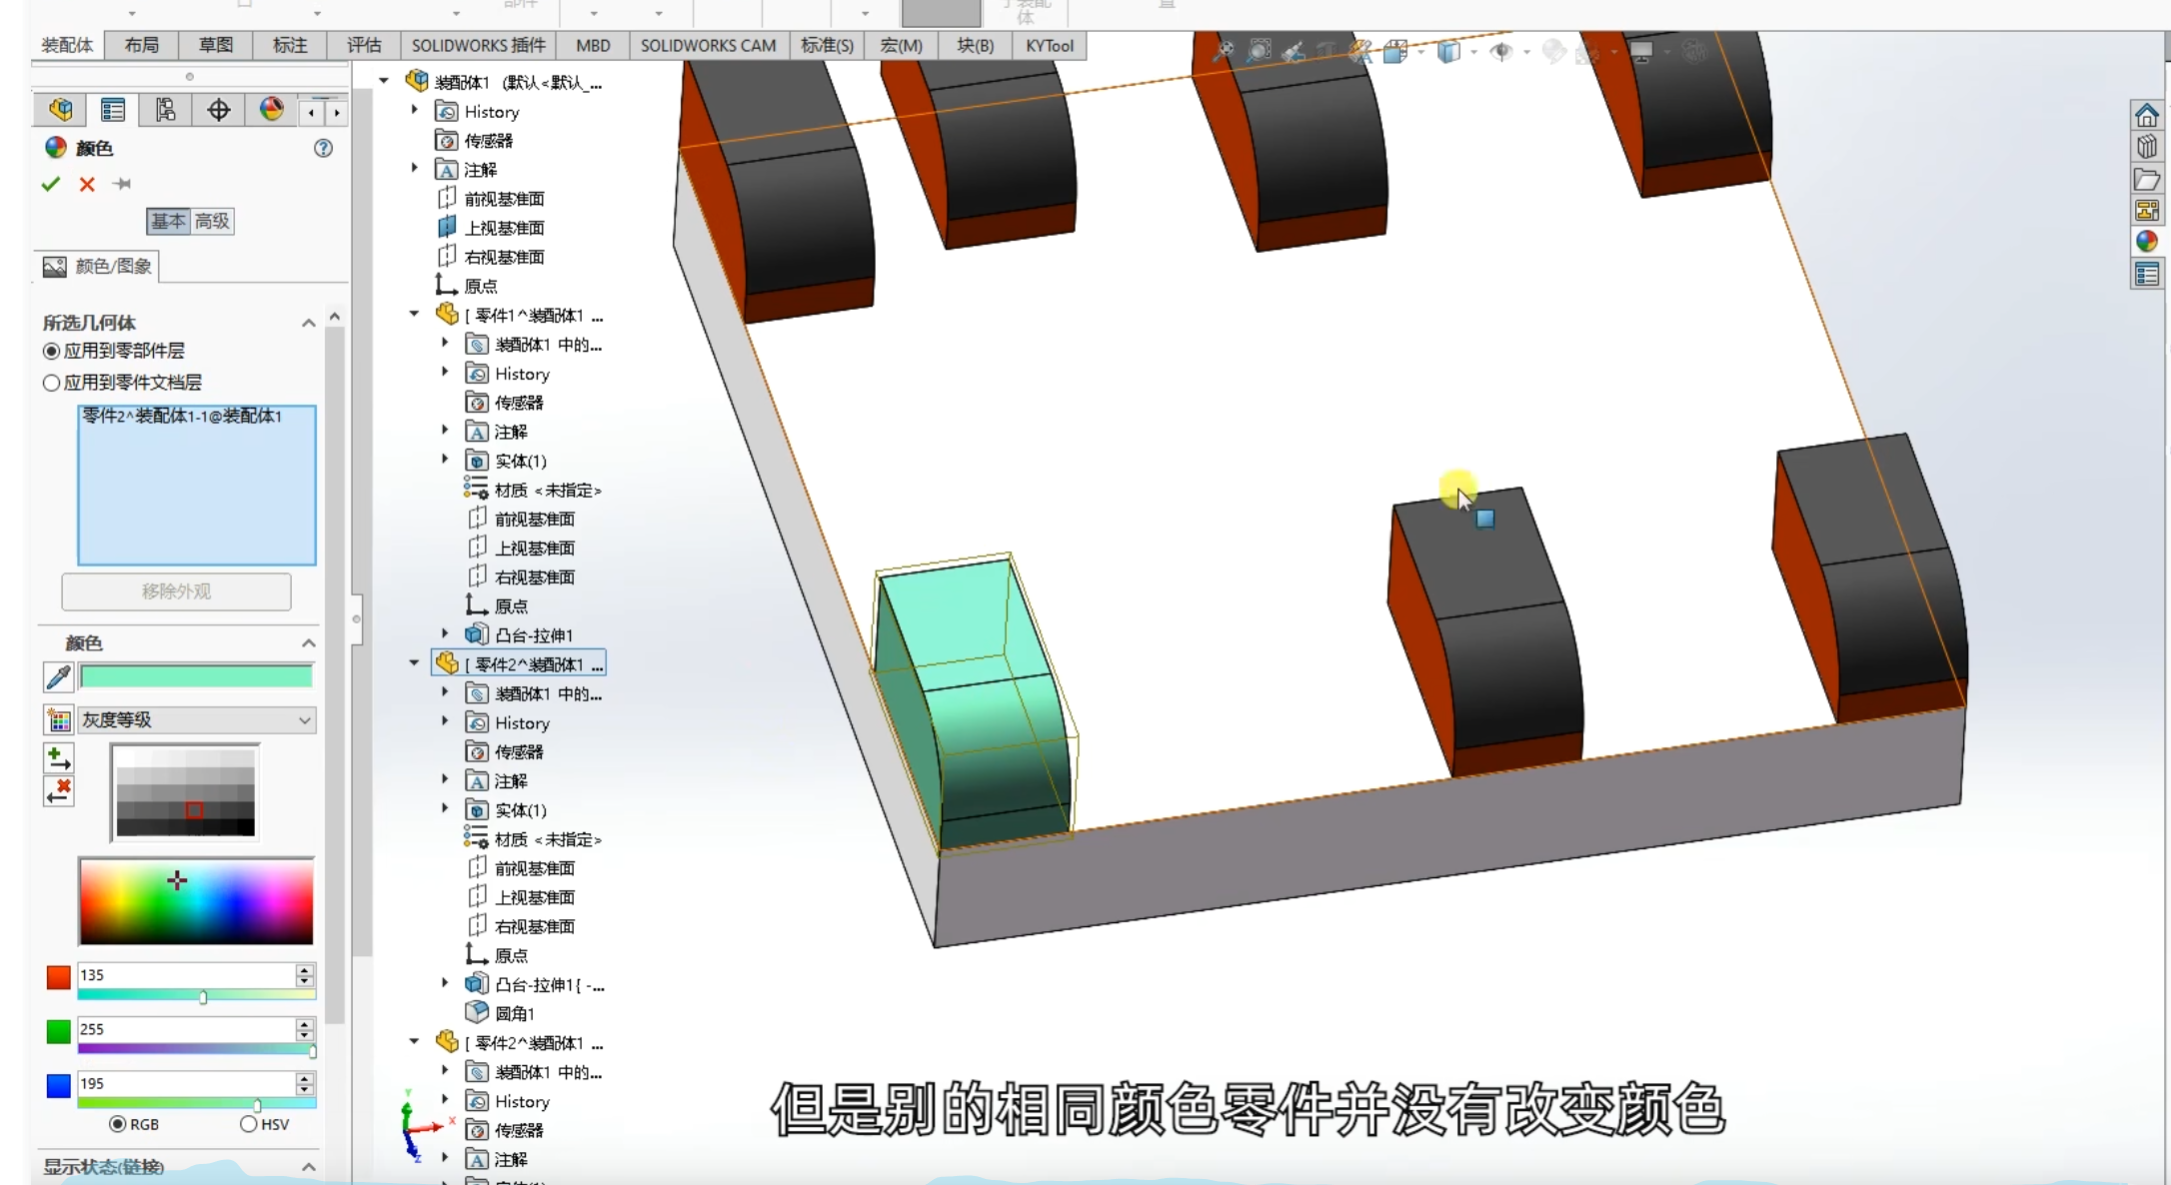 装配体 布局 草图 标注 评估 SOLIDWORKS 插件 MBD SOLIDWORKS CAM 标准(S) 宏(M) 块(B) KYTool
颜色
基本 高级
颜色/图象
所选几何体
应用到零部件层
应用到零件文档层
零件2^装配体1-1@装配体1
移除外观
颜色
灰度等级
135
255
195
RGB HSV
显示状态(链接)
装配体1 (默认<默认_...
History
传感器
注解
前视基准面
上视基准面
右视基准面
原点
[ 零件1^装配体1 ...
装配体1 中的...
History
传感器
注解
实体(1)
材质 <未指定>
前视基准面
上视基准面
右视基准面
原点
凸台-拉伸1
[ 零件2^装配体1 ...
装配体1 中的...
History
传感器
注解
实体(1)
材质 <未指定>
前视基准面
上视基准面
右视基准面
原点
凸台-拉伸1{ -...
圆角1
[ 零件2^装配体1 ...
装配体1 中的...
History
传感器
注解
但是别的相同颜色零件并没有改变颜色